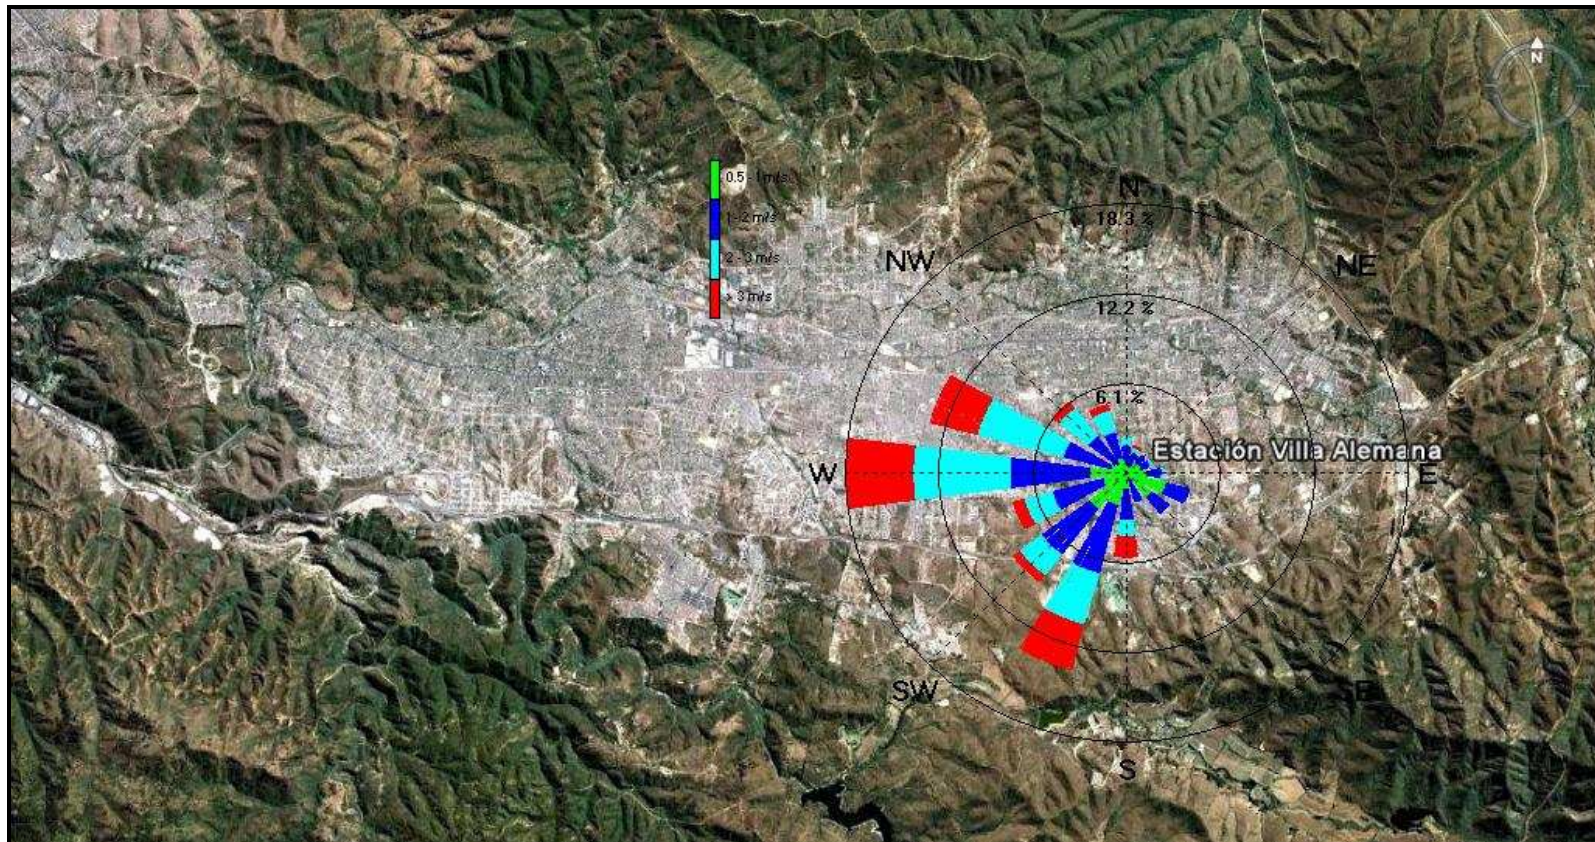 N
0.5 - 1 m/s
1 - 2 m/s
2 - 3 m/s
> 3 m/s
N
18.3 %
NW
NE
12.2 %
6.1 %
Estación Villa Alemana
W
E
SW
SE
S